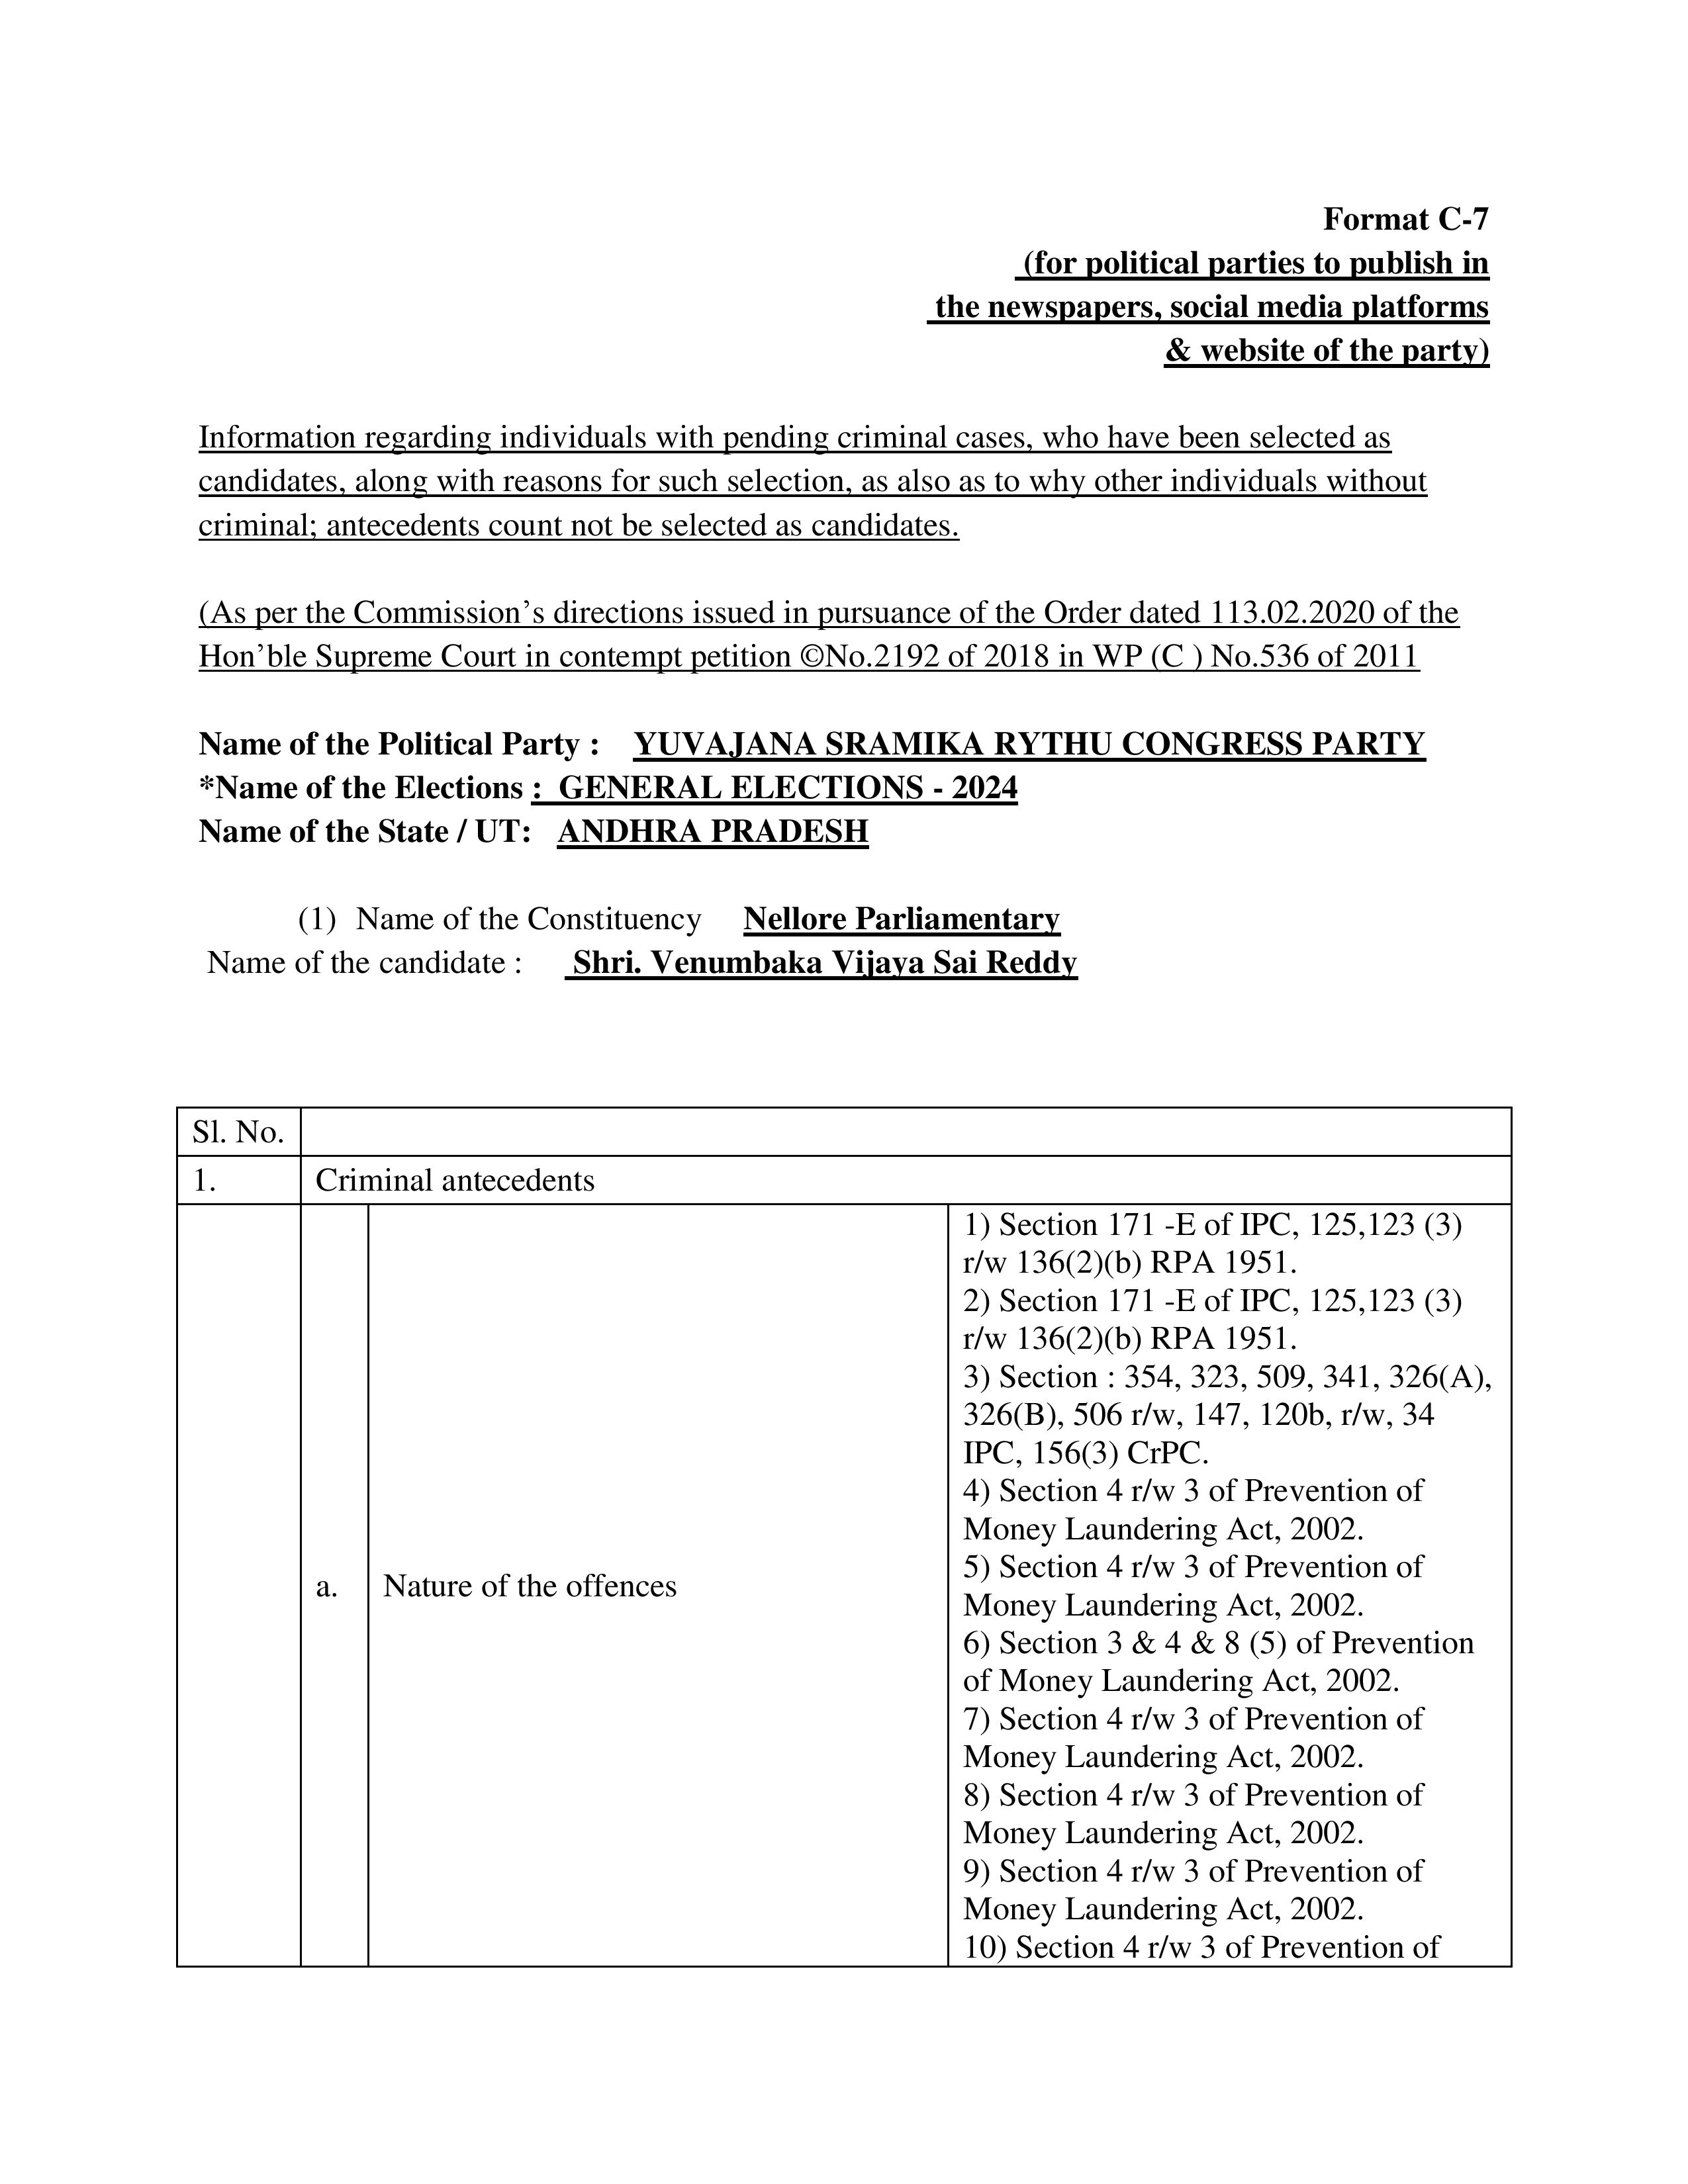 Format C-7
(for political parties to publish in
the newspapers, social media platforms
& website of the party)
Information regarding individuals with pending criminal cases, who have been selected as
candidates, along with reasons for such selection, as also as to why other individuals without
criminal; antecedents count not be selected as candidates.
(As per the Commission’s directions issued in pursuance of the Order dated 113.02.2020 of the
Hon’ble Supreme Court in contempt petition ©No.2192 of 2018 in WP (C ) No.536 of 2011
Name of the Political Party : YUVAJANA SRAMIKA RYTHU CONGRESS PARTY
*Name of the Elections : GENERAL ELECTIONS - 2024
Name of the State / UT: ANDHRA PRADESH
(1) Name of the Constituency Nellore Parliamentary
Name of the candidate : Shri. Venumbaka Vijaya Sai Reddy
Sl. No.
1. Criminal antecedents
a. Nature of the offences
1) Section 171 -E of IPC, 125,123 (3)
r/w 136(2)(b) RPA 1951.
2) Section 171 -E of IPC, 125,123 (3)
r/w 136(2)(b) RPA 1951.
3) Section : 354, 323, 509, 341, 326(A),
326(B), 506 r/w, 147, 120b, r/w, 34
IPC, 156(3) CrPC.
4) Section 4 r/w 3 of Prevention of
Money Laundering Act, 2002.
5) Section 4 r/w 3 of Prevention of
Money Laundering Act, 2002.
6) Section 3 & 4 & 8 (5) of Prevention
of Money Laundering Act, 2002.
7) Section 4 r/w 3 of Prevention of
Money Laundering Act, 2002.
8) Section 4 r/w 3 of Prevention of
Money Laundering Act, 2002.
9) Section 4 r/w 3 of Prevention of
Money Laundering Act, 2002.
10) Section 4 r/w 3 of Prevention of